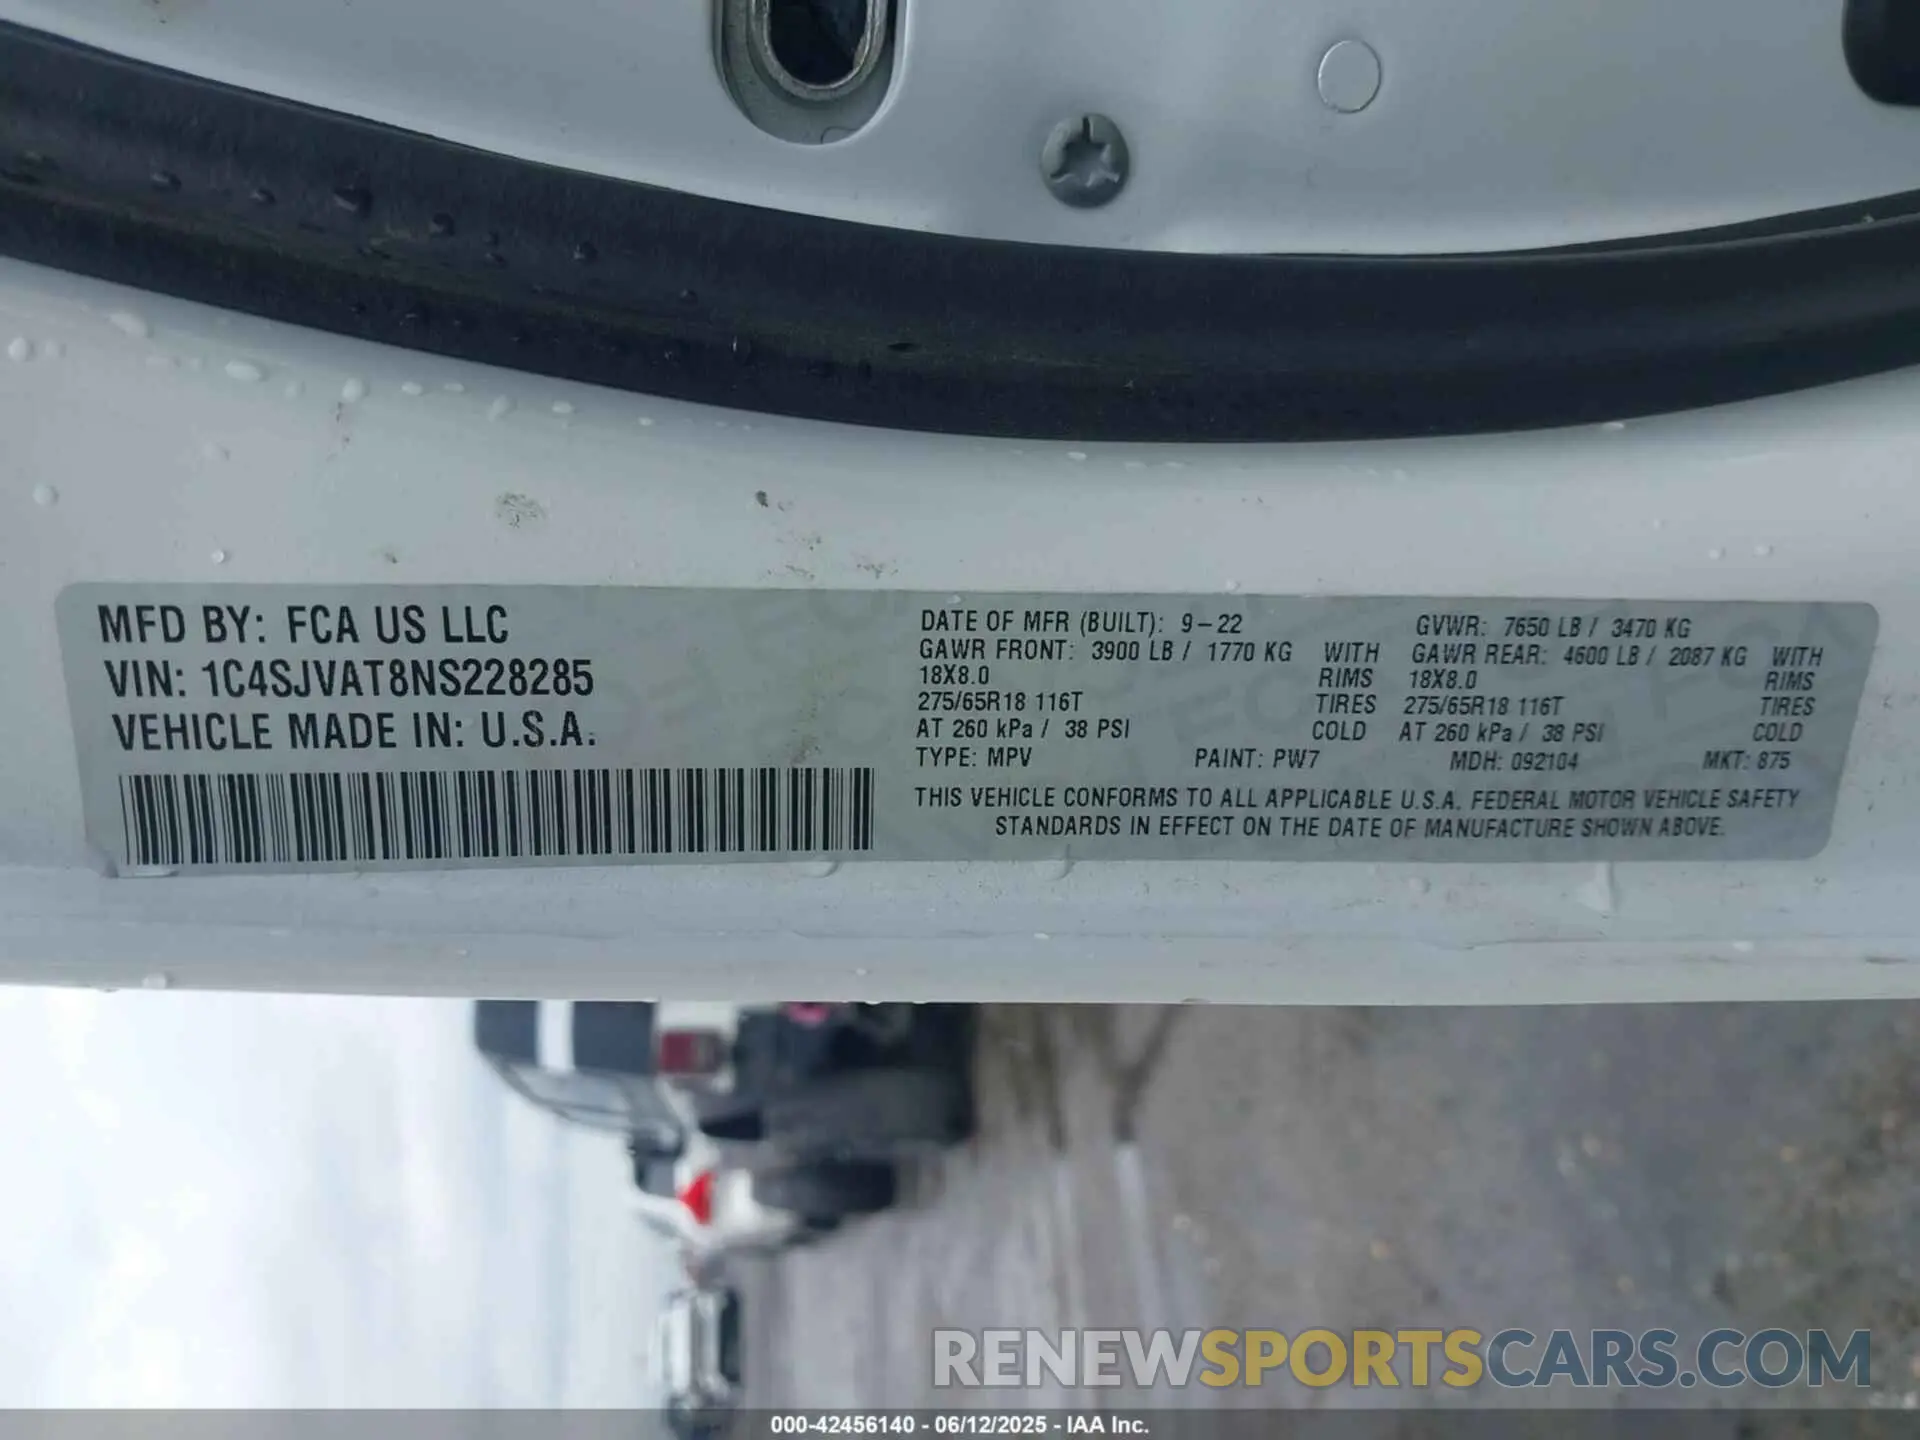 MFD BY: FCA US LLC
VIN: 1C4SJVAT8NS228285
VEHICLE MADE IN: U.S.A.
DATE OF MFR (BUILT): 9-22 GVWR: 7650 LB / 3470 KG
GAWR FRONT: 3900 LB / 1770 KG WITH GAWR REAR: 4600 LB / 2087 KG WITH
18X8.0 RIMS 18X8.0 RIMS
275/65R18 116T TIRES 275/65R18 116T TIRES
AT 260 kPa / 38 PSI COLD AT 260 kPa / 38 PSI COLD
TYPE: MPV PAINT: PW7 MDH: 092104 MKT: 875
THIS VEHICLE CONFORMS TO ALL APPLICABLE U.S.A. FEDERAL MOTOR VEHICLE SAFETY
STANDARDS IN EFFECT ON THE DATE OF MANUFACTURE SHOWN ABOVE.
RENEWSPORTSCARS.COM
000-42456140 - 06/12/2025 - IAA Inc.